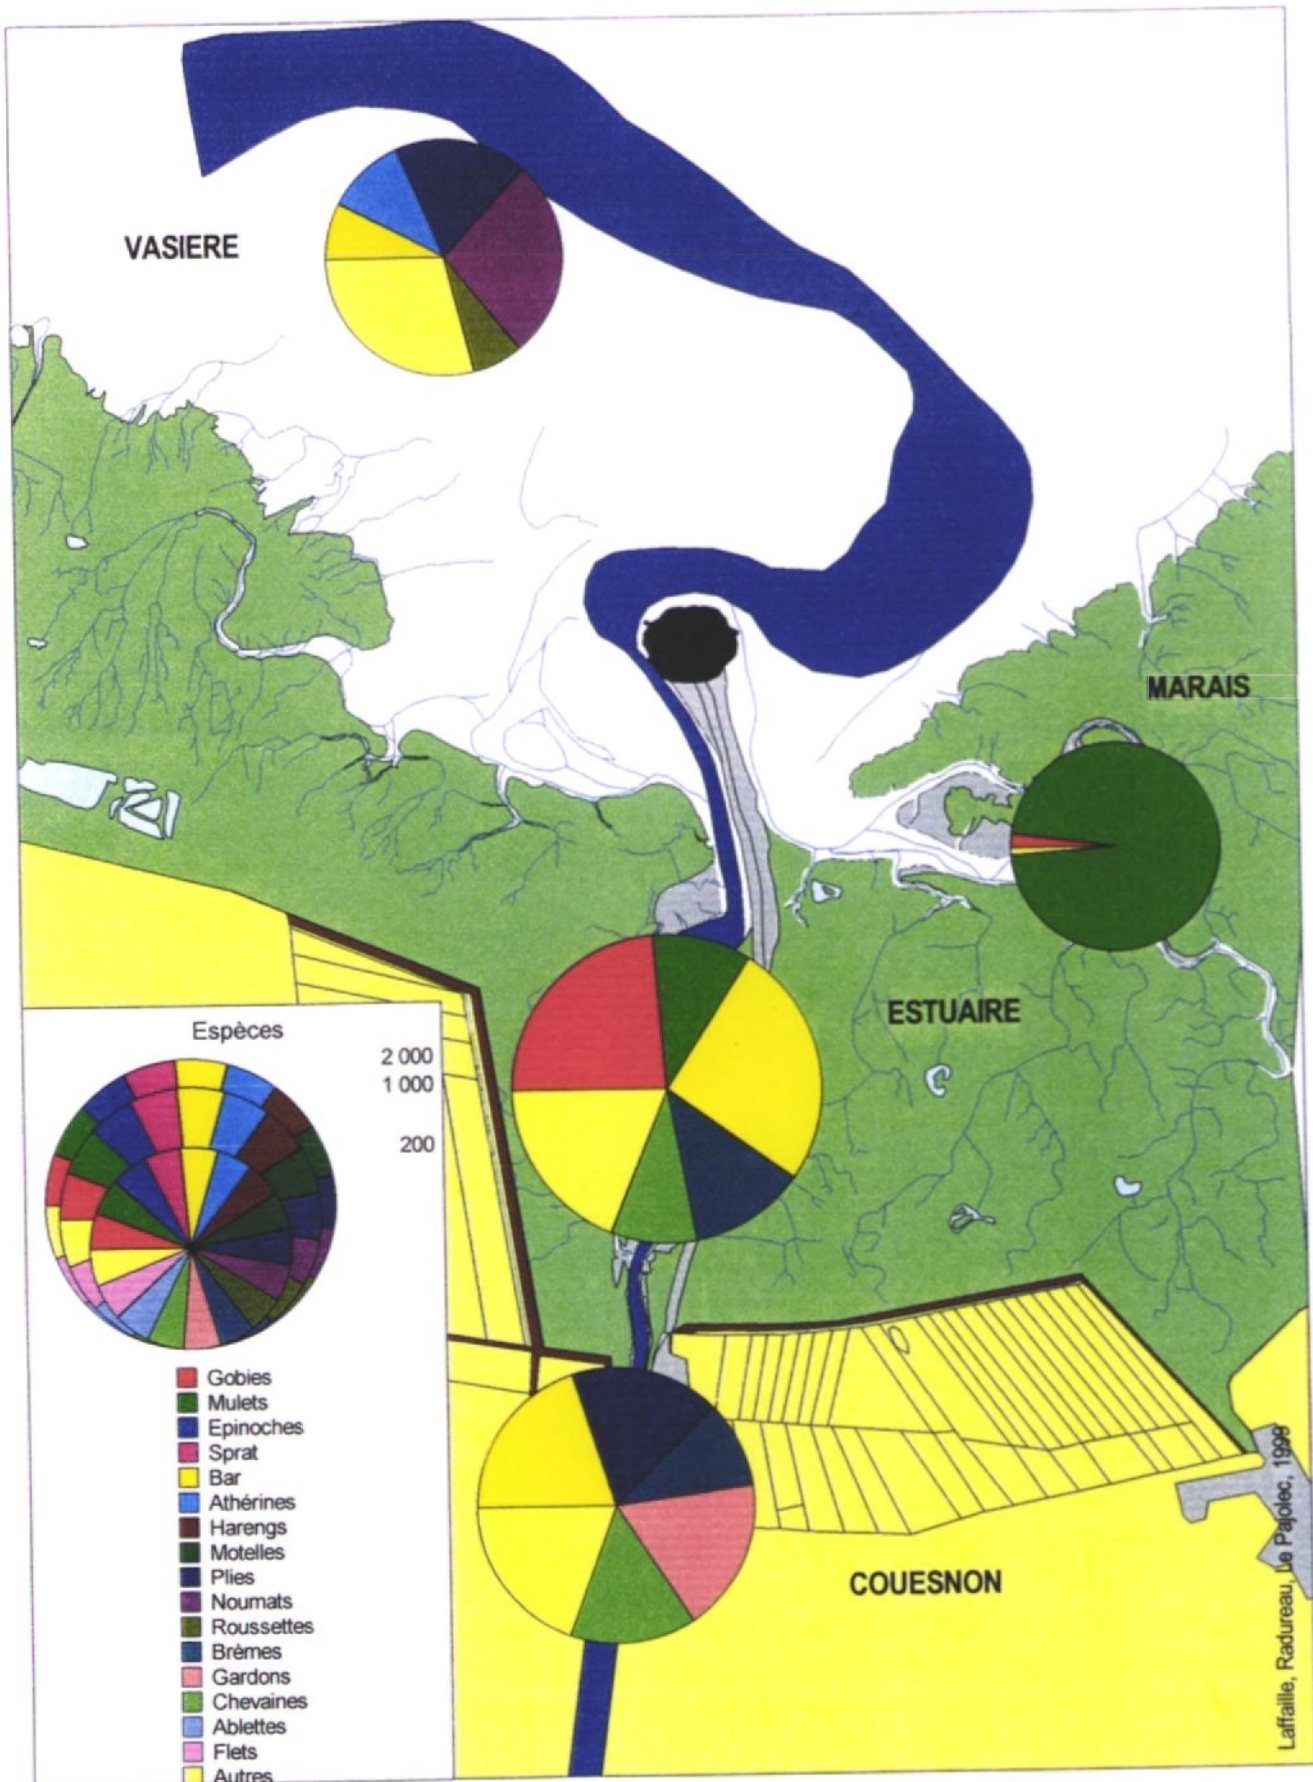 VASIERE
MARAIS
ESTUAIRE
Espèces
2 000
1 000
200
Gobies
Mulets
Epinoches
Sprat
Bar
Athérines
Harengs
Motelles
Plies
Noumats
Roussettes
Brèmes
Gardons
Chevaines
Ablettes
Flets
Autres
COUESNON
Laffaille, Radureau, Le Pajolec, 1999